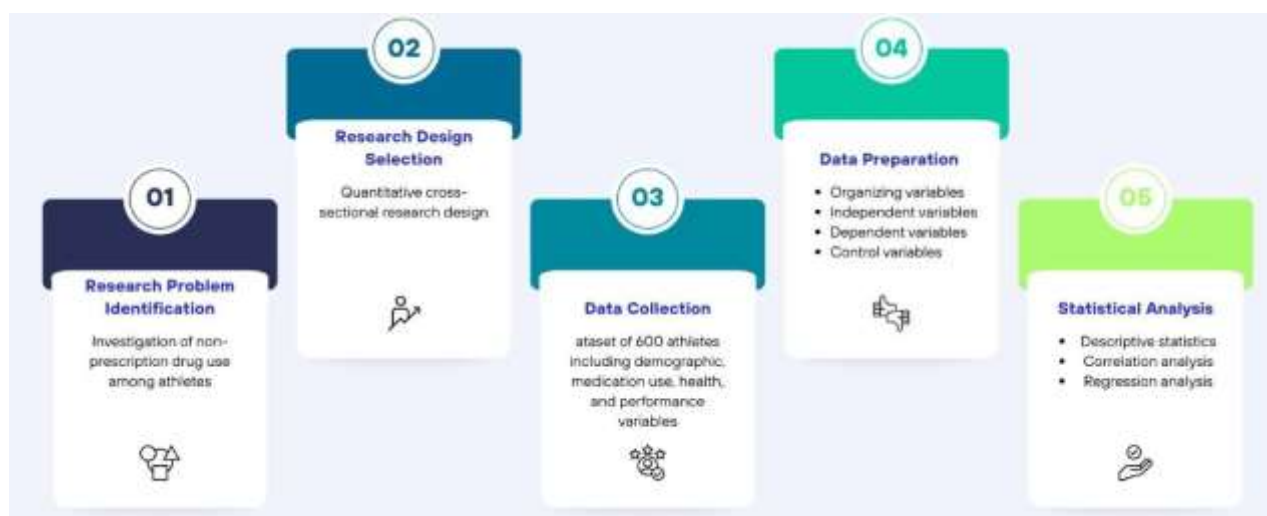 01
Research Problem
Identification
Investigation of non-
prescription drug use
among athletes
02
Research Design
Selection
Quantitative cross-
sectional research design
03
Data Collection
ataset of 600 athletes
including demographic,
medication use, health,
and performance
variables
04
Data Preparation
• Organizing variables
• Independent variables
• Dependent variables
• Control variables
05
Statistical Analysis
• Descriptive statistics
• Correlation analysis
• Regression analysis